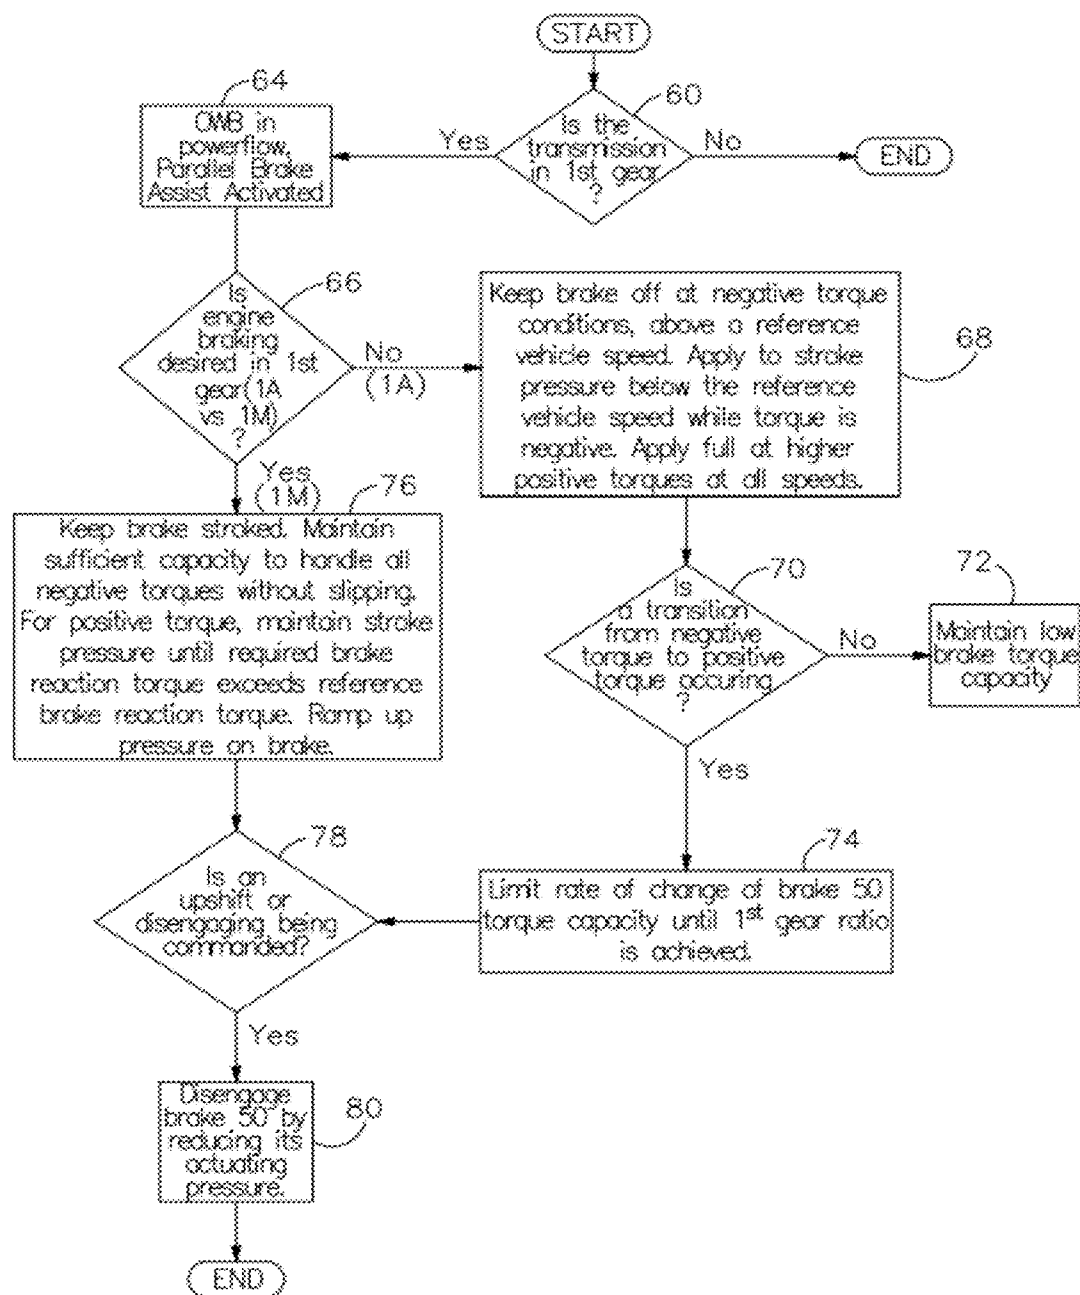 START
64
60
OWB in
powerflow,
Parallel Brake
Assist Activated
Yes
Is the
transmission
in 1st gear
?
No
END
66
Is
engine
braking
desired in 1st
gear(1A
vs 1M)
?
No
(1A)
Keep brake off at negative torque
conditions, above a reference
vehicle speed. Apply to stroke
pressure below the reference
vehicle speed while torque is
negative. Apply full at higher
positive torques at all speeds.
68
Yes
(1M)
76
Keep brake stroked. Maintain
sufficient capacity to handle all
negative torques without slipping.
For positive torque, maintain stroke
pressure until required brake
reaction torque exceeds reference
brake reaction torque. Ramp up
pressure on brake.
70
Is
a transition
from negative
torque to positive
torque occuring
?
No
72
Maintain low
brake torque
capacity
Yes
78
Is an
upshift or
disengaging being
commanded?
74
Limit rate of change of brake 50
torque capacity until 1st gear ratio
is achieved.
Yes
Disengage
brake 50 by
reducing its
actuating
pressure.
80
END